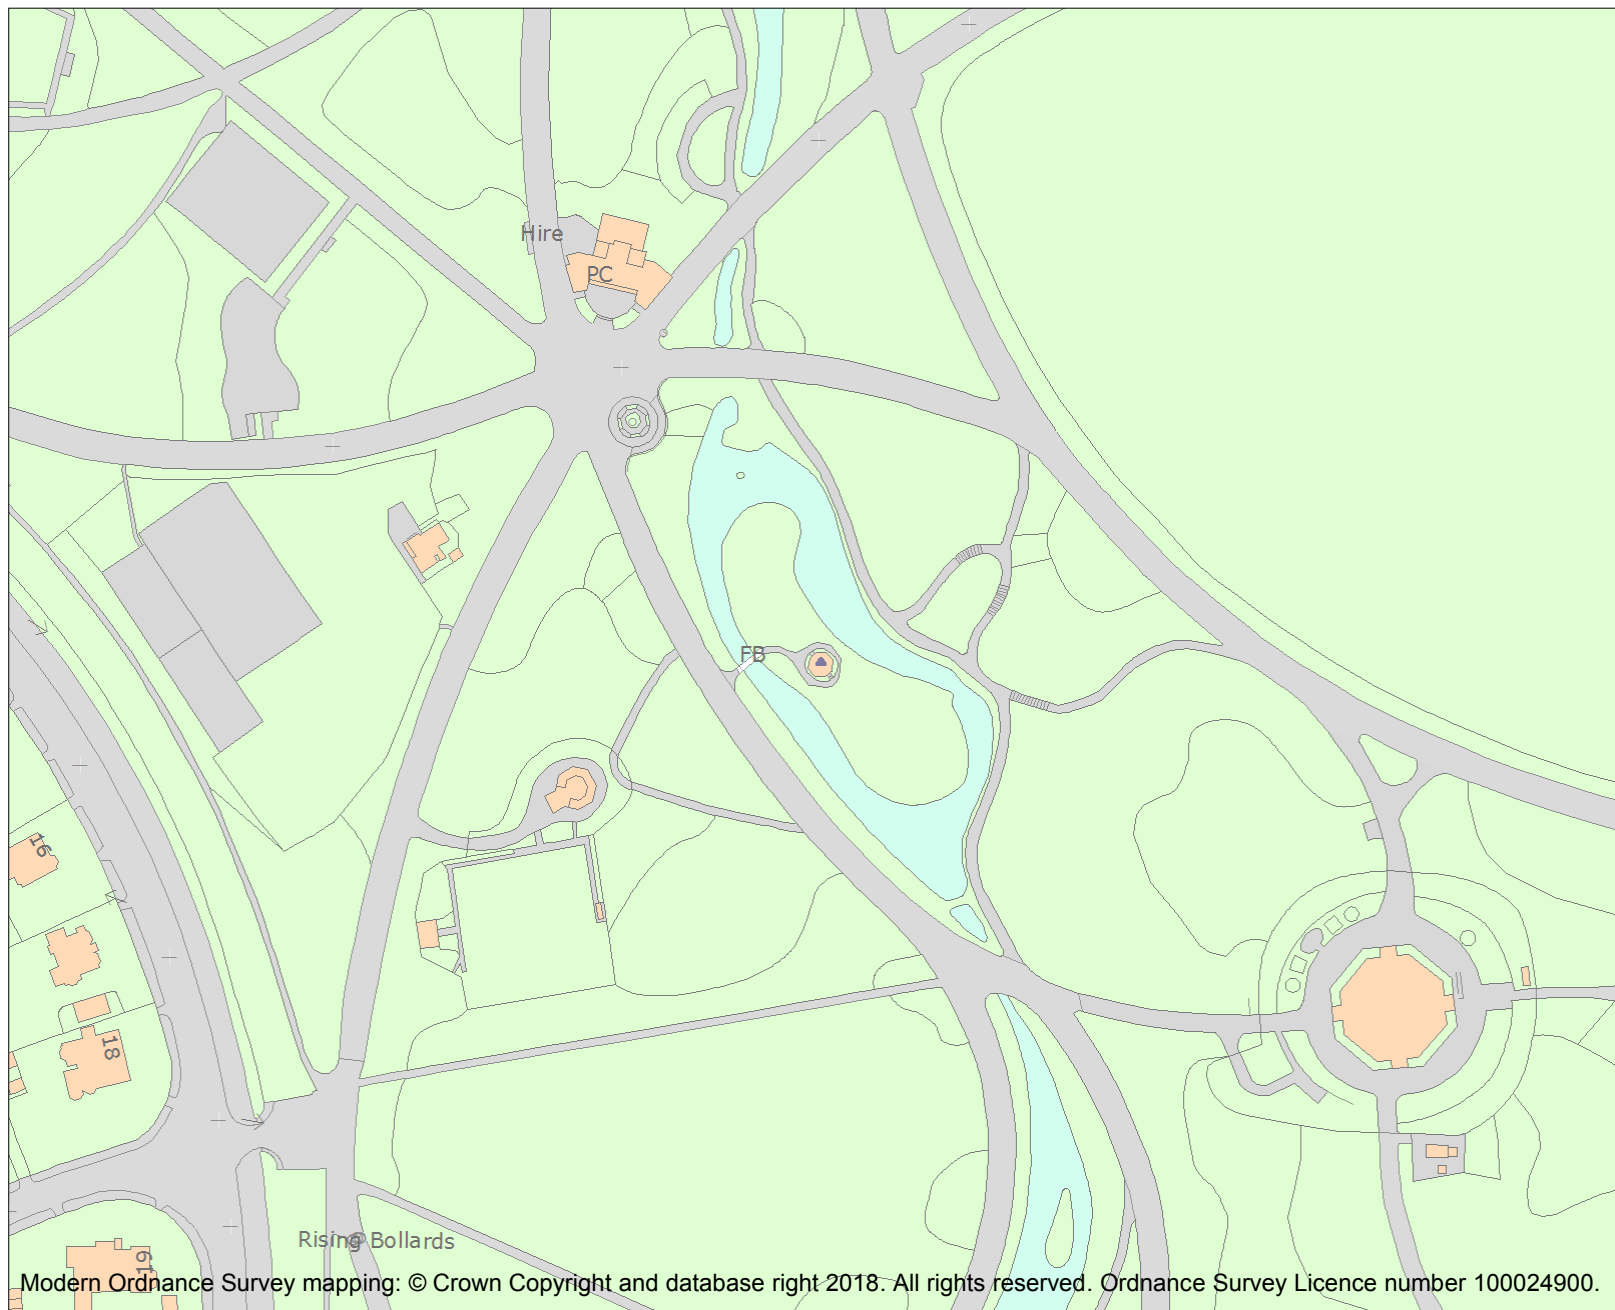 Hire
PC
FB
16
18
Rising Bollards
19
Modern Ordnance Survey mapping: © Crown Copyright and database right 2018. All rights reserved. Ordnance Survey Licence number 100024900.